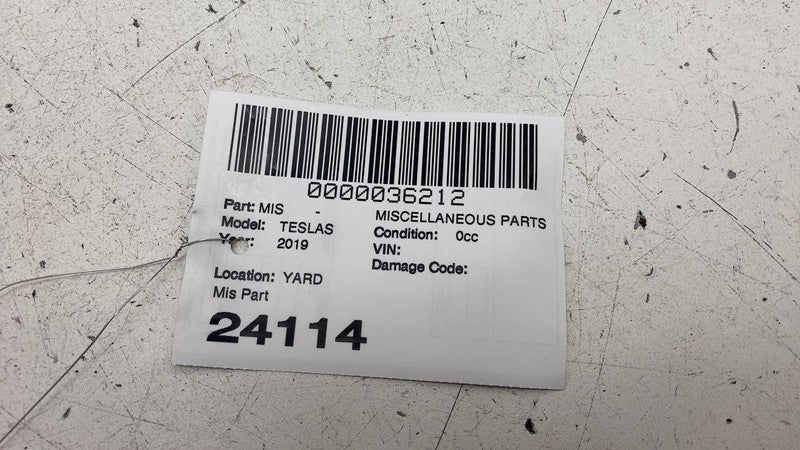 0000036212
Part: MIS - MISCELLANEOUS PARTS
Model: TESLAS Condition: 0cc
Year: 2019 VIN:
Damage Code:
Location: YARD
Mis Part
24114